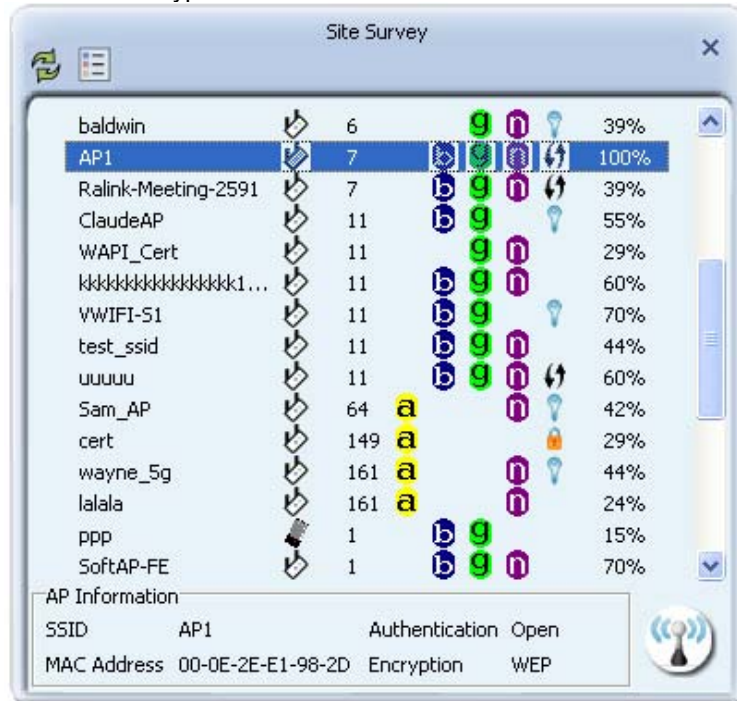 Site Survey
baldwin 6 g n 39%
AP1 7 b g n 100%
Ralink-Meeting-2591 7 b g n 39%
ClaudeAP 11 b g 55%
WAPI_Cert 11 g n 29%
11 b g n 60%
VWIFI-S1 11 b g 70%
test_ssid 11 b g n 44%
uuuuu 11 b g n 60%
Sam_AP 64 a n 42%
cert 149 a 29%
wayne_5g 161 a n 44%
lalala 161 a n 24%
ppp 1 b g 15%
SoftAP-FE 1 b g n 70%
AP Information
SSID AP1 Authentication Open
MAC Address 00-0E-2E-E1-98-2D Encryption WEP